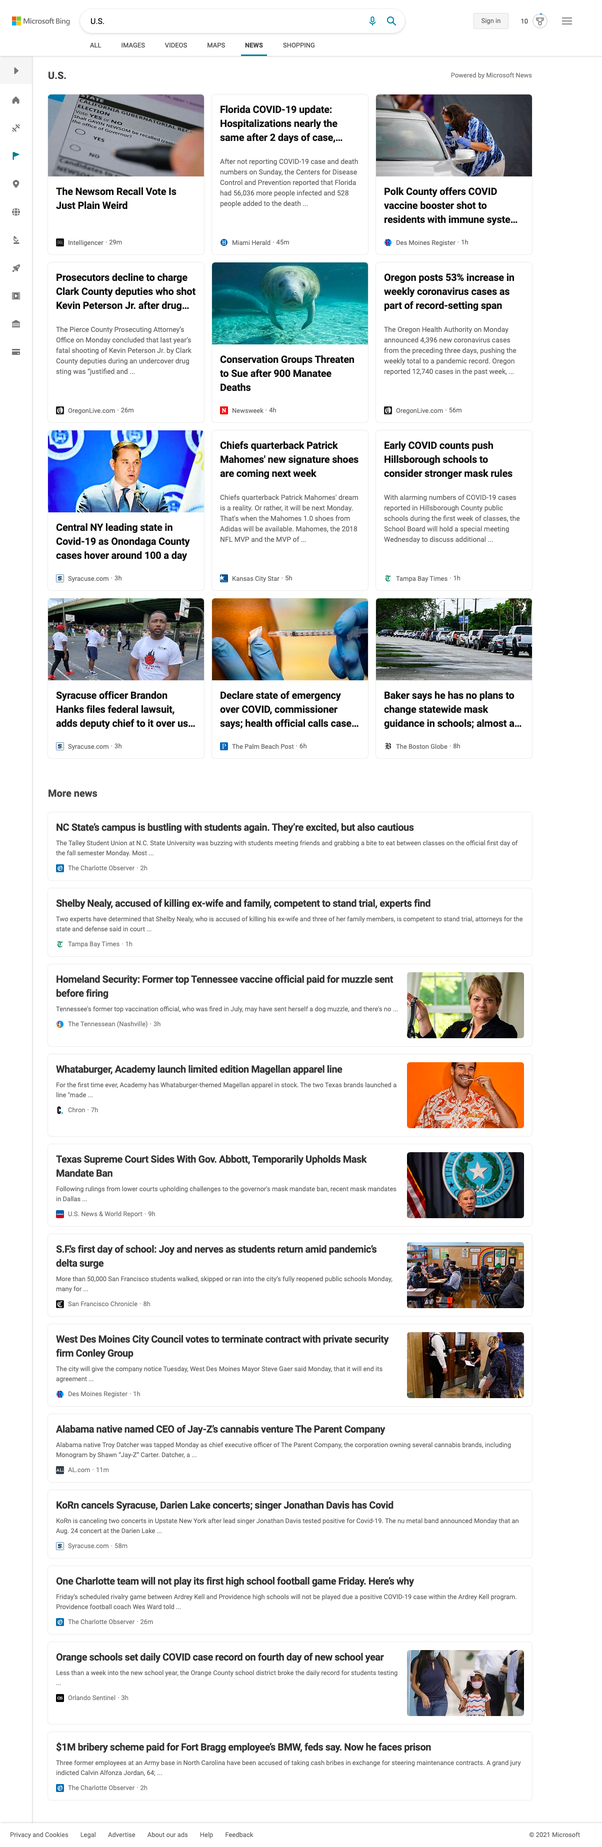 Microsoft Bing
U.S.
Sign in
10
ALL
IMAGES
VIDEOS
MAPS
NEWS
SHOPPING
U.S.
Powered by Microsoft News
The Newsom Recall Vote Is
Just Plain Weird
Intelligencer · 29m
Florida COVID-19 update:
Hospitalizations nearly the
same after 2 days of case,...
After not reporting COVID-19 case and death
numbers on Sunday, the Centers for Disease
Control and Prevention reported that Florida
had 56,036 more people infected and 528
people added to the death ...
Miami Herald · 45m
Polk County offers COVID
vaccine booster shot to
residents with immune syste...
Des Moines Register · 1h
Prosecutors decline to charge
Clark County deputies who shot
Kevin Peterson Jr. after drug...
The Pierce County Prosecuting Attorney's
Office on Monday concluded that last year's
fatal shooting of Kevin Peterson Jr. by Clark
County deputies during an undercover drug
sting was "justified and ...
OregonLive.com · 26m
Conservation Groups Threaten
to Sue after 900 Manatee
Deaths
Newsweek · 4h
Oregon posts 53% increase in
weekly coronavirus cases as
part of record-setting span
The Oregon Health Authority on Monday
announced 4,396 new coronavirus cases
from the preceding three days, pushing the
weekly total to a pandemic record. Oregon
reported 12,740 cases in the past week, ...
OregonLive.com · 56m
Central NY leading state in
Covid-19 as Onondaga County
cases hover around 100 a day
Syracuse.com · 3h
Chiefs quarterback Patrick
Mahomes' new signature shoes
are coming next week
Chiefs quarterback Patrick Mahomes' dream
is a reality. Or rather, it will be next Monday.
That's when the Mahomes 1.0 shoes from
Adidas will be available. Mahomes, the 2018
NFL MVP and the MVP of ...
Kansas City Star · 5h
Early COVID counts push
Hillsborough schools to
consider stronger mask rules
With alarming numbers of COVID-19 cases
reported in Hillsborough County public
schools during the first week of classes, the
School Board will hold a special meeting
Wednesday to discuss additional ...
Tampa Bay Times · 1h
Syracuse officer Brandon
Hanks files federal lawsuit,
adds deputy chief to it over us...
Syracuse.com · 3h
Declare state of emergency
over COVID, commissioner
says; health official calls case...
The Palm Beach Post · 6h
Baker says he has no plans to
change statewide mask
guidance in schools; almost a...
The Boston Globe · 8h
More news
NC State's campus is bustling with students again. They're excited, but also cautious
The Talley Student Union at N.C. State University was buzzing with students meeting friends and grabbing a bite to eat between classes on the official first day of
the fall semester Monday. Most ...
The Charlotte Observer · 2h
Shelby Nealy, accused of killing ex-wife and family, competent to stand trial, experts find
Two experts have determined that Shelby Nealy, who is accused of killing his ex-wife and three of her family members, is competent to stand trial, attorneys for the
state and defense said in court ...
Tampa Bay Times · 1h
Homeland Security: Former top Tennessee vaccine official paid for muzzle sent
before firing
Tennessee's former top vaccination official, who was fired in July, may have sent herself a dog muzzle, and there's no ...
The Tennessean (Nashville) · 3h
Whataburger, Academy launch limited edition Magellan apparel line
For the first time ever, Academy has Whataburger-themed Magellan apparel in stock. The two Texas brands launched a
line "made ...
Chron · 7h
Texas Supreme Court Sides With Gov. Abbott, Temporarily Upholds Mask
Mandate Ban
Following rulings from lower courts upholding challenges to the governor's mask mandate ban, recent mask mandates
in Dallas ...
U.S. News & World Report · 9h
S.F.'s first day of school: Joy and nerves as students return amid pandemic's
delta surge
More than 50,000 San Francisco students walked, skipped or ran into the city's fully reopened public schools Monday,
many for ...
San Francisco Chronicle · 8h
West Des Moines City Council votes to terminate contract with private security
firm Conley Group
The city will give the company notice Tuesday, West Des Moines Mayor Steve Gaer said Monday, that it will end its
agreement ...
Des Moines Register · 1h
Alabama native named CEO of Jay-Z's cannabis venture The Parent Company
Alabama native Troy Datcher was tapped Monday as chief executive officer of The Parent Company, the corporation owning several cannabis brands, including
Monogram by Shawn "Jay-Z" Carter. Datcher, a ...
AL.com · 11m
KoRn cancels Syracuse, Darien Lake concerts; singer Jonathan Davis has Covid
KoRn is canceling two concerts in Upstate New York after lead singer Jonathan Davis tested positive for Covid-19. The nu metal band announced Monday that an
Aug. 24 concert at the Darien Lake ...
Syracuse.com · 58m
One Charlotte team will not play its first high school football game Friday. Here's why
Friday's scheduled rivalry game between Ardrey Kell and Providence high schools will not be played due a positive COVID-19 case within the Ardrey Kell program.
Providence football coach Wes Ward told ...
The Charlotte Observer · 26m
Orange schools set daily COVID case record on fourth day of new school year
Less than a week into the new school year, the Orange County school district broke the daily record for students testing
...
Orlando Sentinel · 3h
$1M bribery scheme paid for Fort Bragg employee's BMW, feds say. Now he faces prison
Three former employees at an Army base in North Carolina have been accused of taking cash bribes in exchange for steering maintenance contracts. A grand jury
indicted Calvin Alfonza Jordan, 64; ...
The Charlotte Observer · 2h
Privacy and Cookies
Legal
Advertise
About our ads
Help
Feedback
© 2021 Microsoft